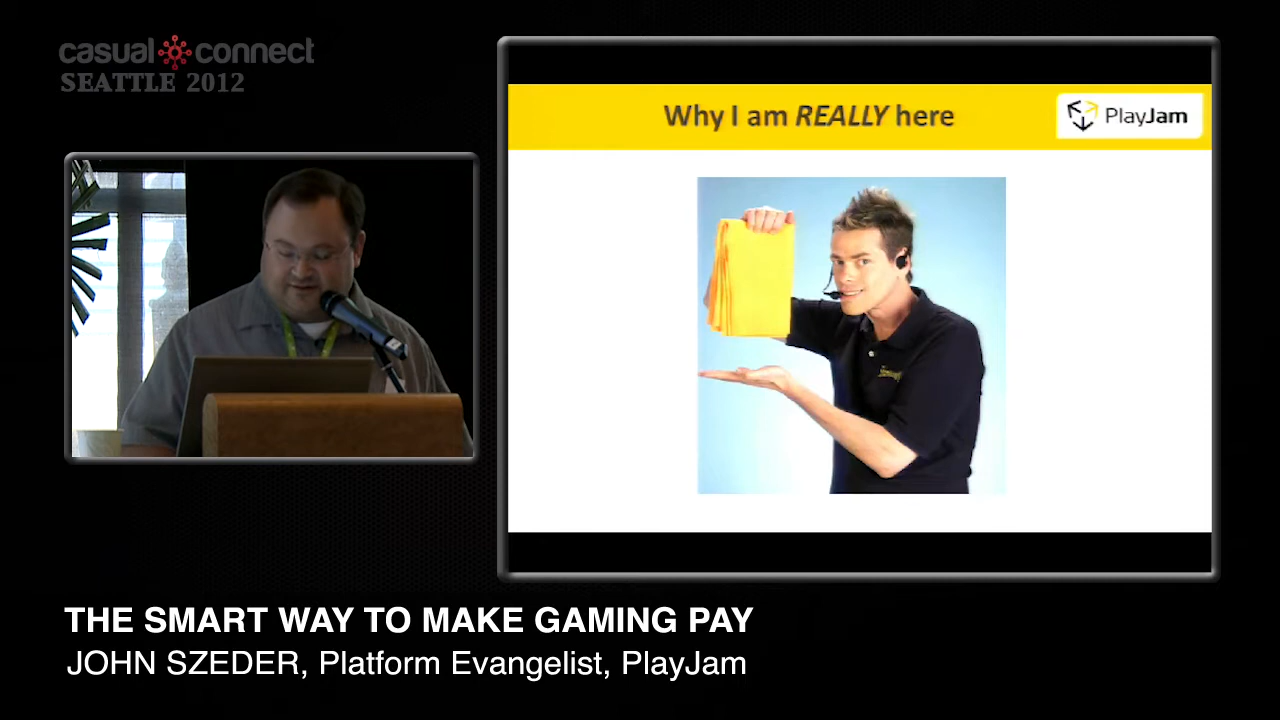 casual connect
SEATTLE 2012
Why I am REALLY here
PlayJam
THE SMART WAY TO MAKE GAMING PAY
JOHN SZEDER, Platform Evangelist, PlayJam